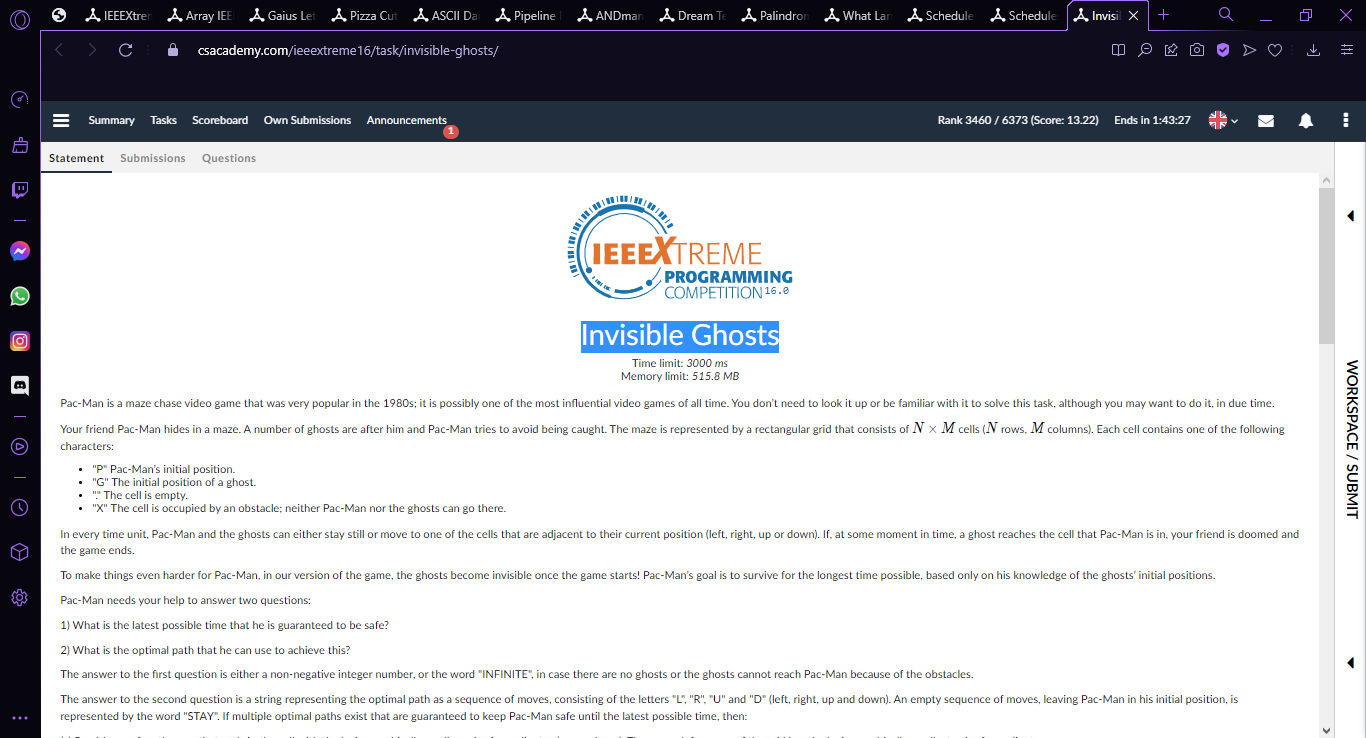 IEEEXtrer
Array IEE
Gaius Let
Pizza Cut
ASCII Da
Pipeline
ANDman
Dream Te
Palindron
What Lan
Schedule
Schedule
Invisi
csacademy.com/ieeextreme16/task/invisible-ghosts/
Summary Tasks Scoreboard Own Submissions Announcements 1 Rank 3460 / 6373 (Score: 13.22) Ends in 1:43:27
Statement Submissions Questions
IEEEXTREME
PROGRAMMING
COMPETITION 16.0
Invisible Ghosts
Time limit: 3000 ms
Memory limit: 515.8 MB
Pac-Man is a maze chase video game that was very popular in the 1980s; it is possibly one of the most influential video games of all time. You don't need to look it up or be familiar with it to solve this task, although you may want to do it, in due time.
Your friend Pac-Man hides in a maze. A number of ghosts are after him and Pac-Man tries to avoid being caught. The maze is represented by a rectangular grid that consists of N × M cells (N rows, M columns). Each cell contains one of the following
characters:
• "P" Pac-Man's initial position.
• "G" The initial position of a ghost.
• "." The cell is empty.
• "X" The cell is occupied by an obstacle; neither Pac-Man nor the ghosts can go there.
In every time unit, Pac-Man and the ghosts can either stay still or move to one of the cells that are adjacent to their current position (left, right, up or down). If, at some moment in time, a ghost reaches the cell that Pac-Man is in, your friend is doomed and
the game ends.
To make things even harder for Pac-Man, in our version of the game, the ghosts become invisible once the game starts! Pac-Man's goal is to survive for the longest time possible, based only on his knowledge of the ghosts' initial positions.
Pac-Man needs your help to answer two questions:
1) What is the latest possible time that he is guaranteed to be safe?
2) What is the optimal path that he can use to achieve this?
The answer to the first question is either a non-negative integer number, or the word "INFINITE", in case there are no ghosts or the ghosts cannot reach Pac-Man because of the obstacles.
The answer to the second question is a string representing the optimal path as a sequence of moves, consisting of the letters "L", "R", "U" and "D" (left, right, up and down). An empty sequence of moves, leaving Pac-Man in his initial position, is
represented by the word "STAY". If multiple optimal paths exist that are guaranteed to keep Pac-Man safe until the latest possible time, then:
WORKSPACE / SUBMIT